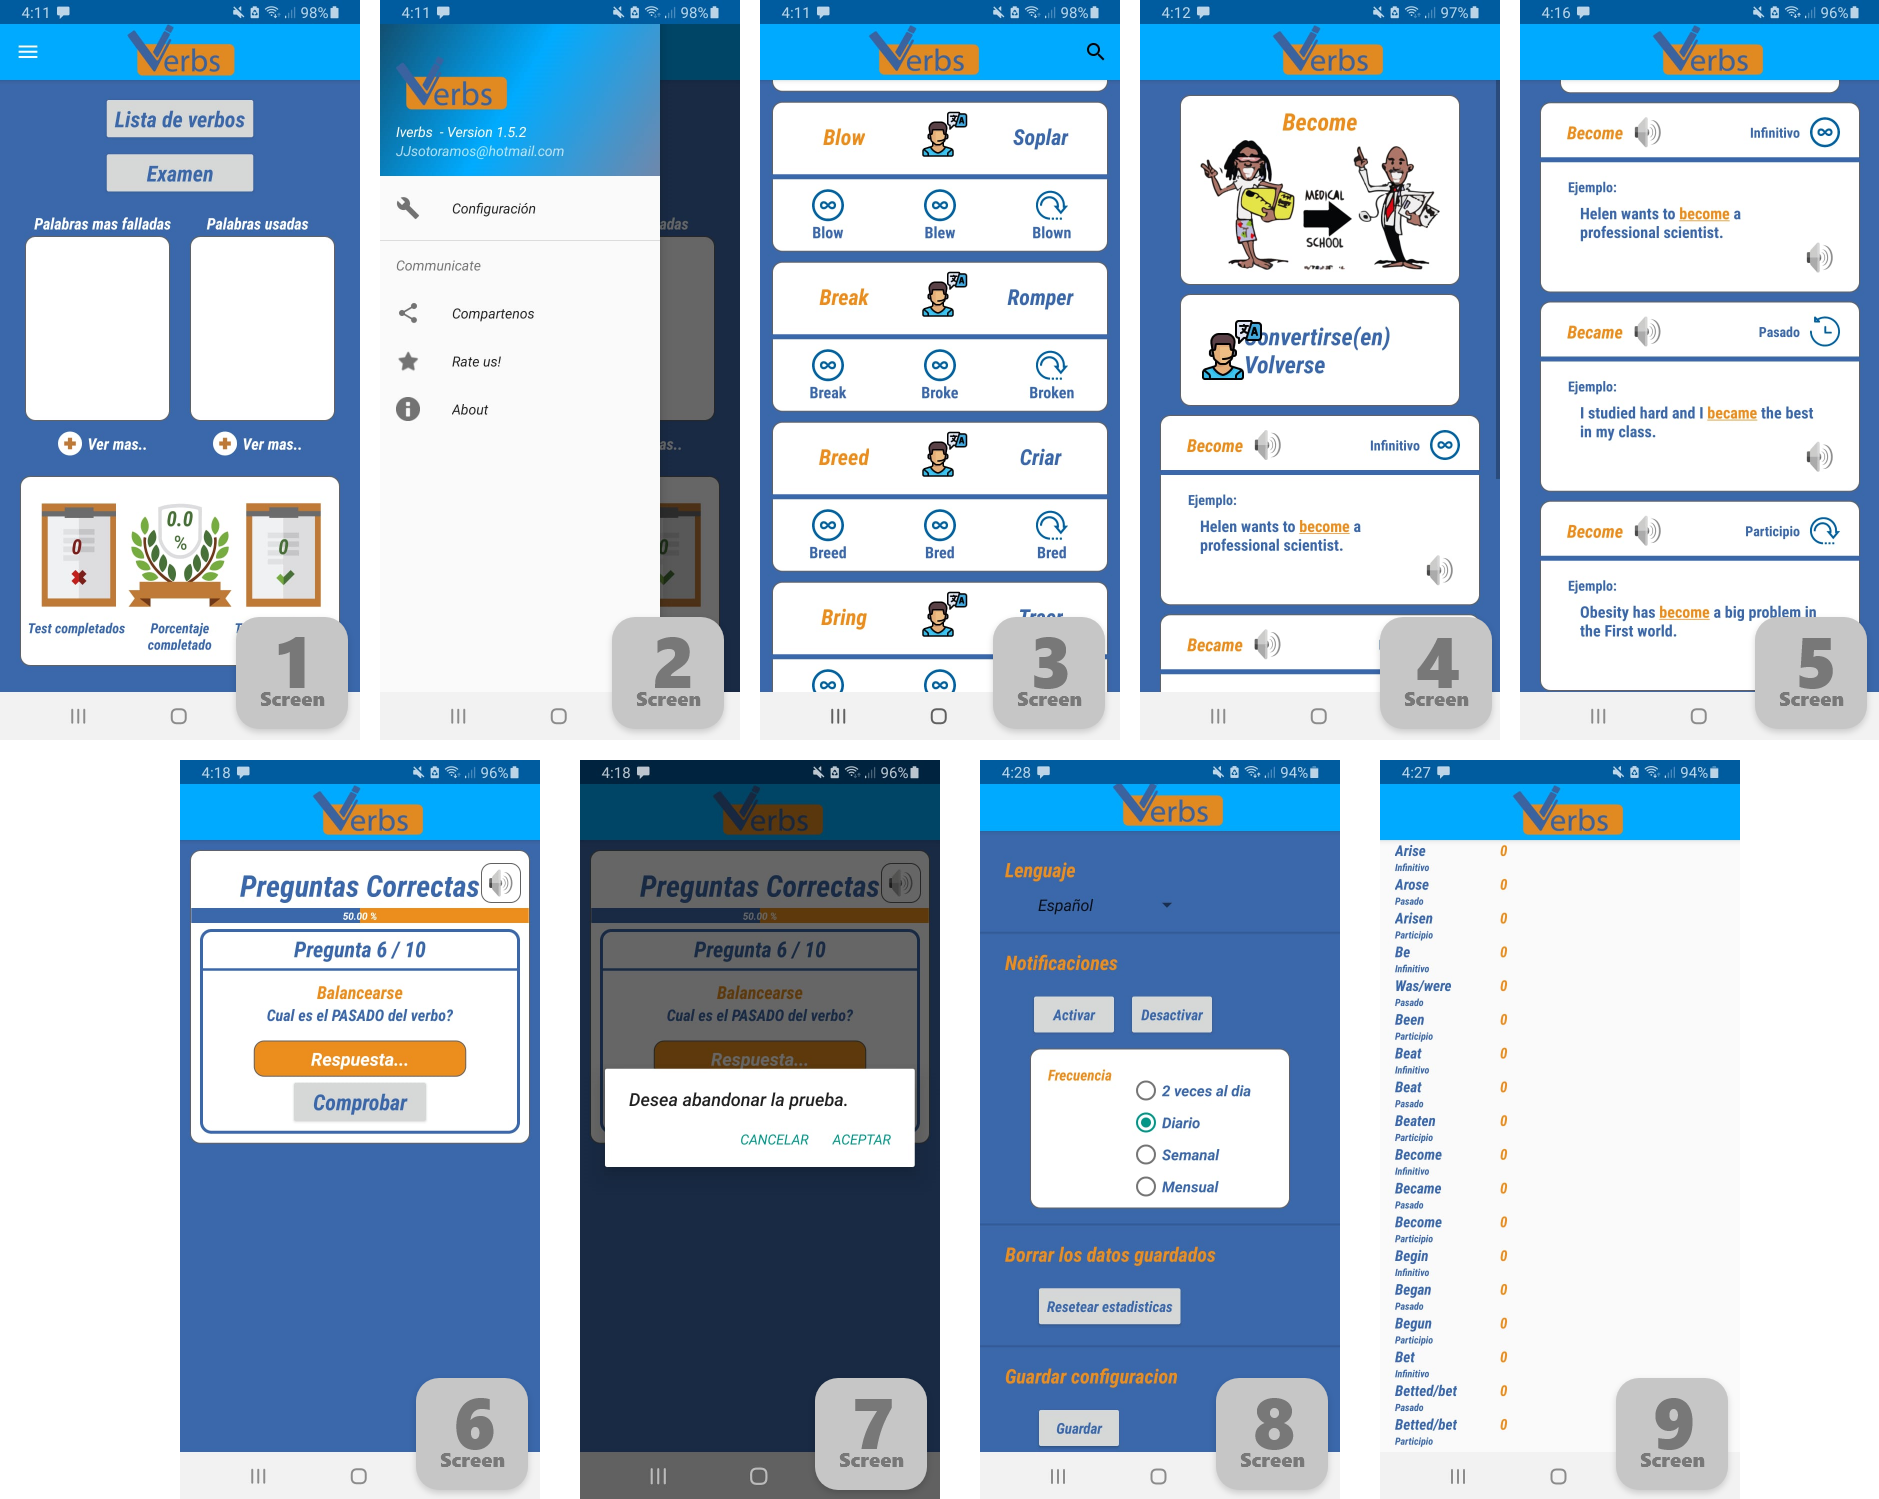 4:11
98%
Verbs
Lista de verbos
Examen
Palabras mas falladas
Palabras usadas
Ver mas..
Ver mas..
0
0.0
%
0
Test completados
Porcentaje
completado
T
1
Screen
4:11
98%
Verbs
Iverbs - Version 1.5.2
JJsotoramos@hotmail.com
Configuración
adas
Communicate
Compartenos
Rate us!
About
as..
0
2
Screen
4:11
98%
Verbs
Blow
Soplar
Blow
Blew
Blown
Break
Romper
Break
Broke
Broken
Breed
Criar
Breed
Bred
Bred
Bring
Traer
3
Screen
4:12
97%
Verbs
Become
MEDICAL
SCHOOL
Convertirse(en)
Volverse
Become
Infinitivo
Ejemplo:
Helen wants to become a
professional scientist.
Became
4
Screen
4:16
96%
Verbs
Become
Infinitivo
Ejemplo:
Helen wants to become a
professional scientist.
Became
Pasado
Ejemplo:
I studied hard and I became the best
in my class.
Become
Participio
Ejemplo:
Obesity has become a big problem in
the First world.
5
Screen
4:18
96%
Verbs
Preguntas Correctas
50.00 %
Pregunta 6 / 10
Balancearse
Cual es el PASADO del verbo?
Respuesta...
Comprobar
6
Screen
4:18
96%
Verbs
Preguntas Correctas
50.00 %
Pregunta 6 / 10
Balancearse
Cual es el PASADO del verbo?
Respuesta...
Desea abandonar la prueba.
CANCELAR
ACEPTAR
7
Screen
4:28
94%
Verbs
Lenguaje
Español
Notificaciones
Activar
Desactivar
Frecuencia
2 veces al dia
Diario
Semanal
Mensual
Borrar los datos guardados
Resetear estadisticas
Guardar configuracion
Guardar
8
Screen
4:27
94%
Verbs
Arise 0
Infinitivo
Arose 0
Pasado
Arisen 0
Participio
Be 0
Infinitivo
Was/were 0
Pasado
Been 0
Participio
Beat 0
Infinitivo
Beat 0
Pasado
Beaten 0
Participio
Become 0
Infinitivo
Became 0
Pasado
Become 0
Participio
Begin 0
Infinitivo
Began 0
Pasado
Begun 0
Participio
Bet 0
Infinitivo
Betted/bet 0
Pasado
Betted/bet 0
Participio
9
Screen